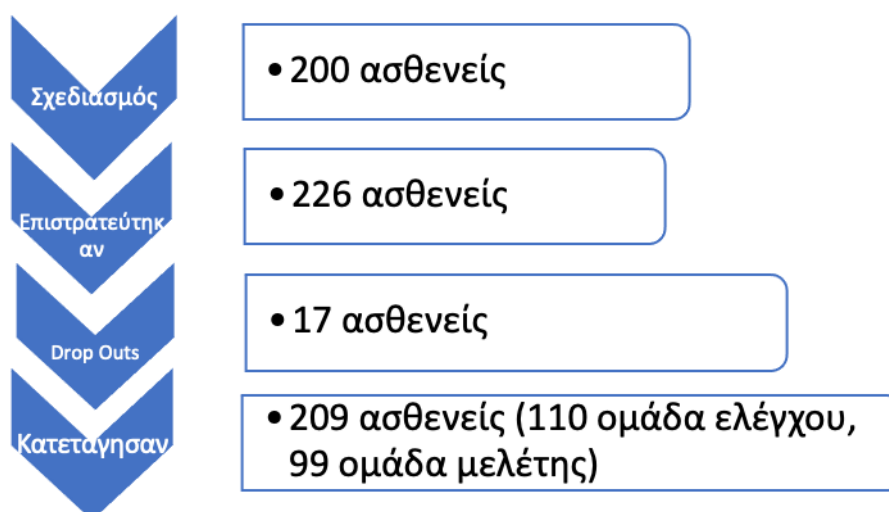 Σχεδιασμός
• 200 ασθενείς
Επιστρατεύτηκ
αν
• 226 ασθενείς
Drop Outs
• 17 ασθενείς
Κατετάγησαν
• 209 ασθενείς (110 ομάδα ελέγχου,
99 ομάδα μελέτης)